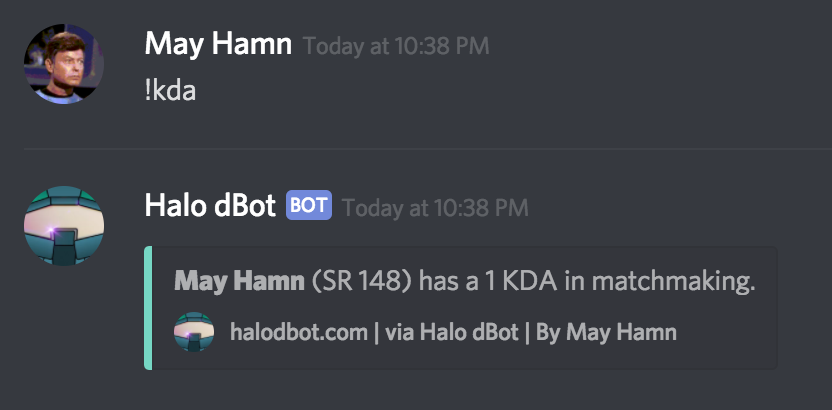 May Hamn Today at 10:38 PM
!kda
Halo dBot BOT Today at 10:38 PM
May Hamn (SR 148) has a 1 KDA in matchmaking.
halodbot.com | via Halo dBot | By May Hamn